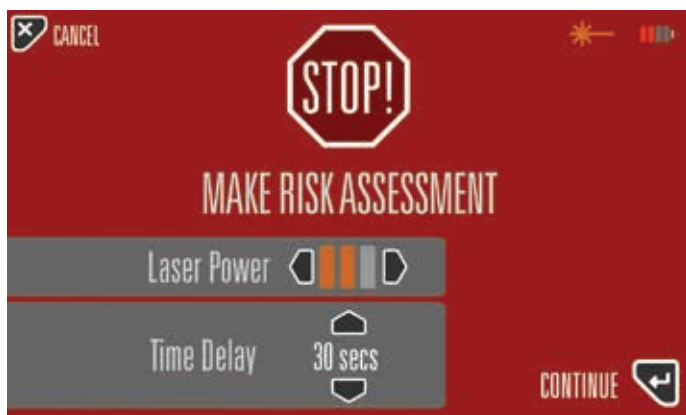 CANCEL
STOP!
MAKE RISK ASSESSMENT
Laser Power
Time Delay
30 secs
CONTINUE